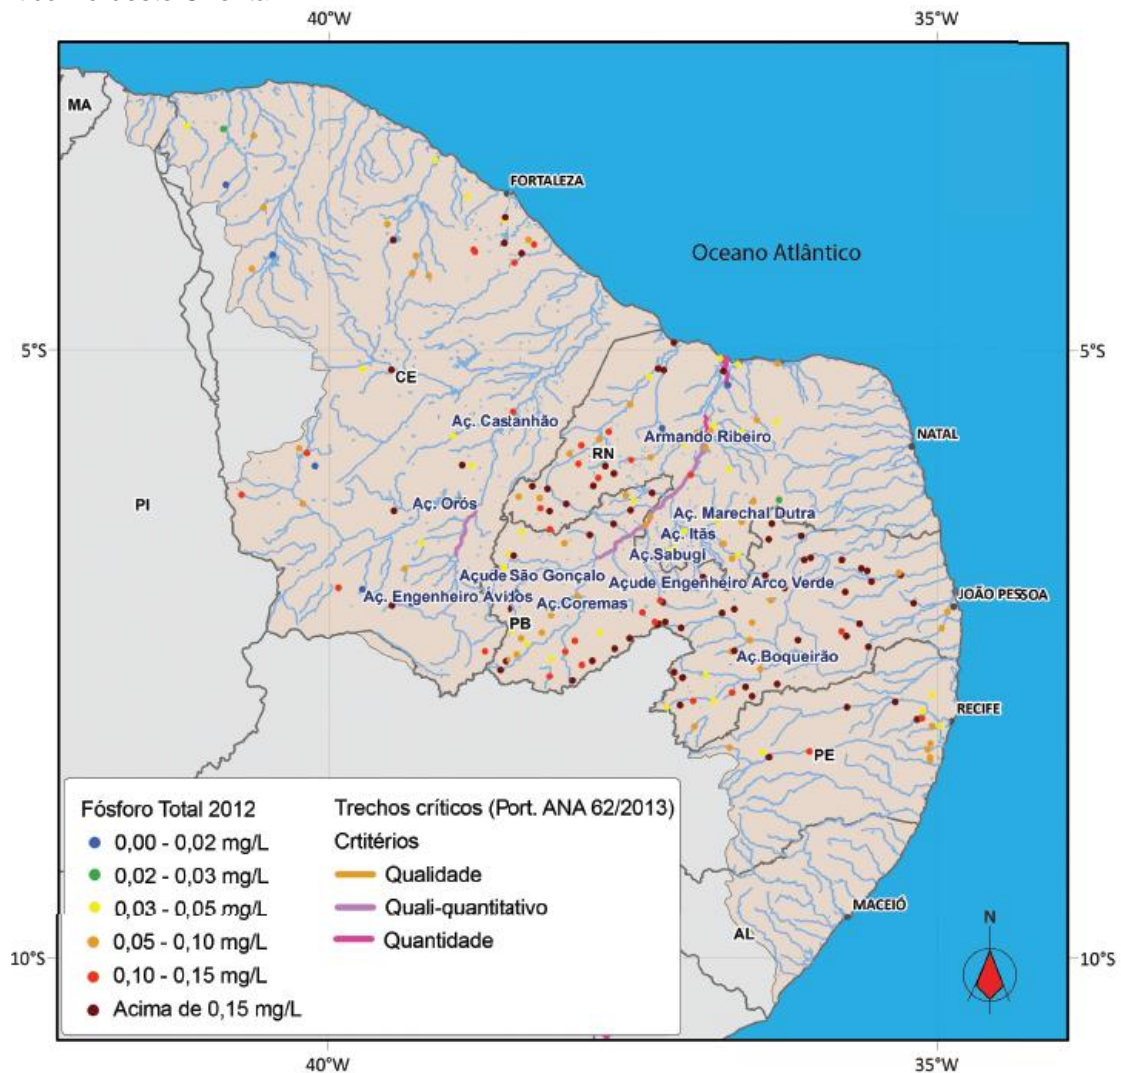 40°W
35°W
MA
FORTALEZA
Oceano Atlântico
5°S
5°S
CE
Aç. Castanhão
Armando Ribeiro
NATAL
RN
PI
Aç. Orós
Aç. Marechal Dutra
Aç. Itãs
Aç.Sabugi
Açude São Gonçalo
Açude Engenheiro Arco Verde
Aç. Engenheiro Avidos
Aç.Coremas
JOÃO PESSOA
PB
Aç.Boqueirão
RECIFE
PE
Fósforo Total 2012
0,00 - 0,02 mg/L
0,02 - 0,03 mg/L
0,03 - 0,05 mg/L
0,05 - 0,10 mg/L
0,10 - 0,15 mg/L
Acima de 0,15 mg/L
Trechos críticos (Port. ANA 62/2013)
Crtitérios
Qualidade
Quali-quantitativo
Quantidade
MACEIÓ
AL
N
10°S
10°S
40°W
35°W